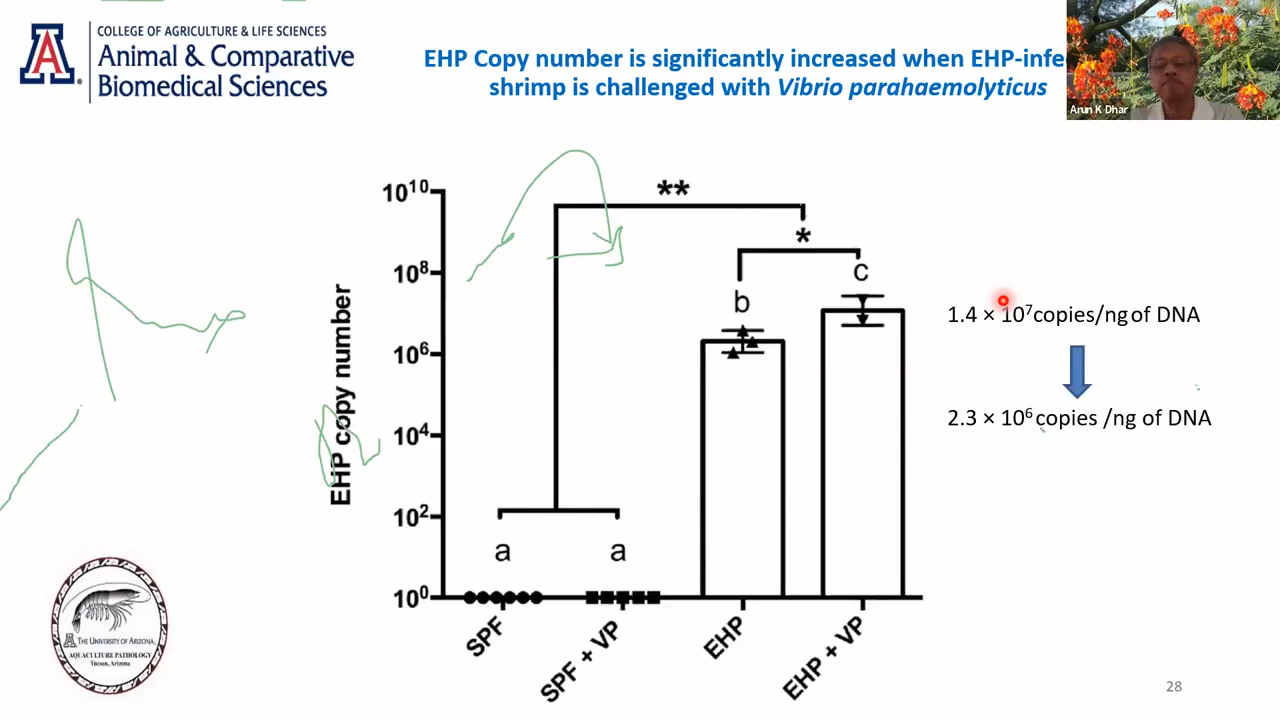 COLLEGE OF AGRICULTURE & LIFE SCIENCES
Animal & Comparative
Biomedical Sciences
A
EHP Copy number is significantly increased when EHP-infe
shrimp is challenged with Vibrio parahaemolyticus
Arun K Dhar
10¹⁰
10⁸
10⁶
10⁴
10²
10⁰
EHP copy number
**
*
a
a
b
c
SPF
SPF + VP
EHP
EHP + VP
1.4 × 10⁷copies/ng of DNA
2.3 × 10⁶ copies /ng of DNA
A THE UNIVERSITY OF ARIZONA
AQUACULTURE PATHOLOGY
Tucson, Arizona
28